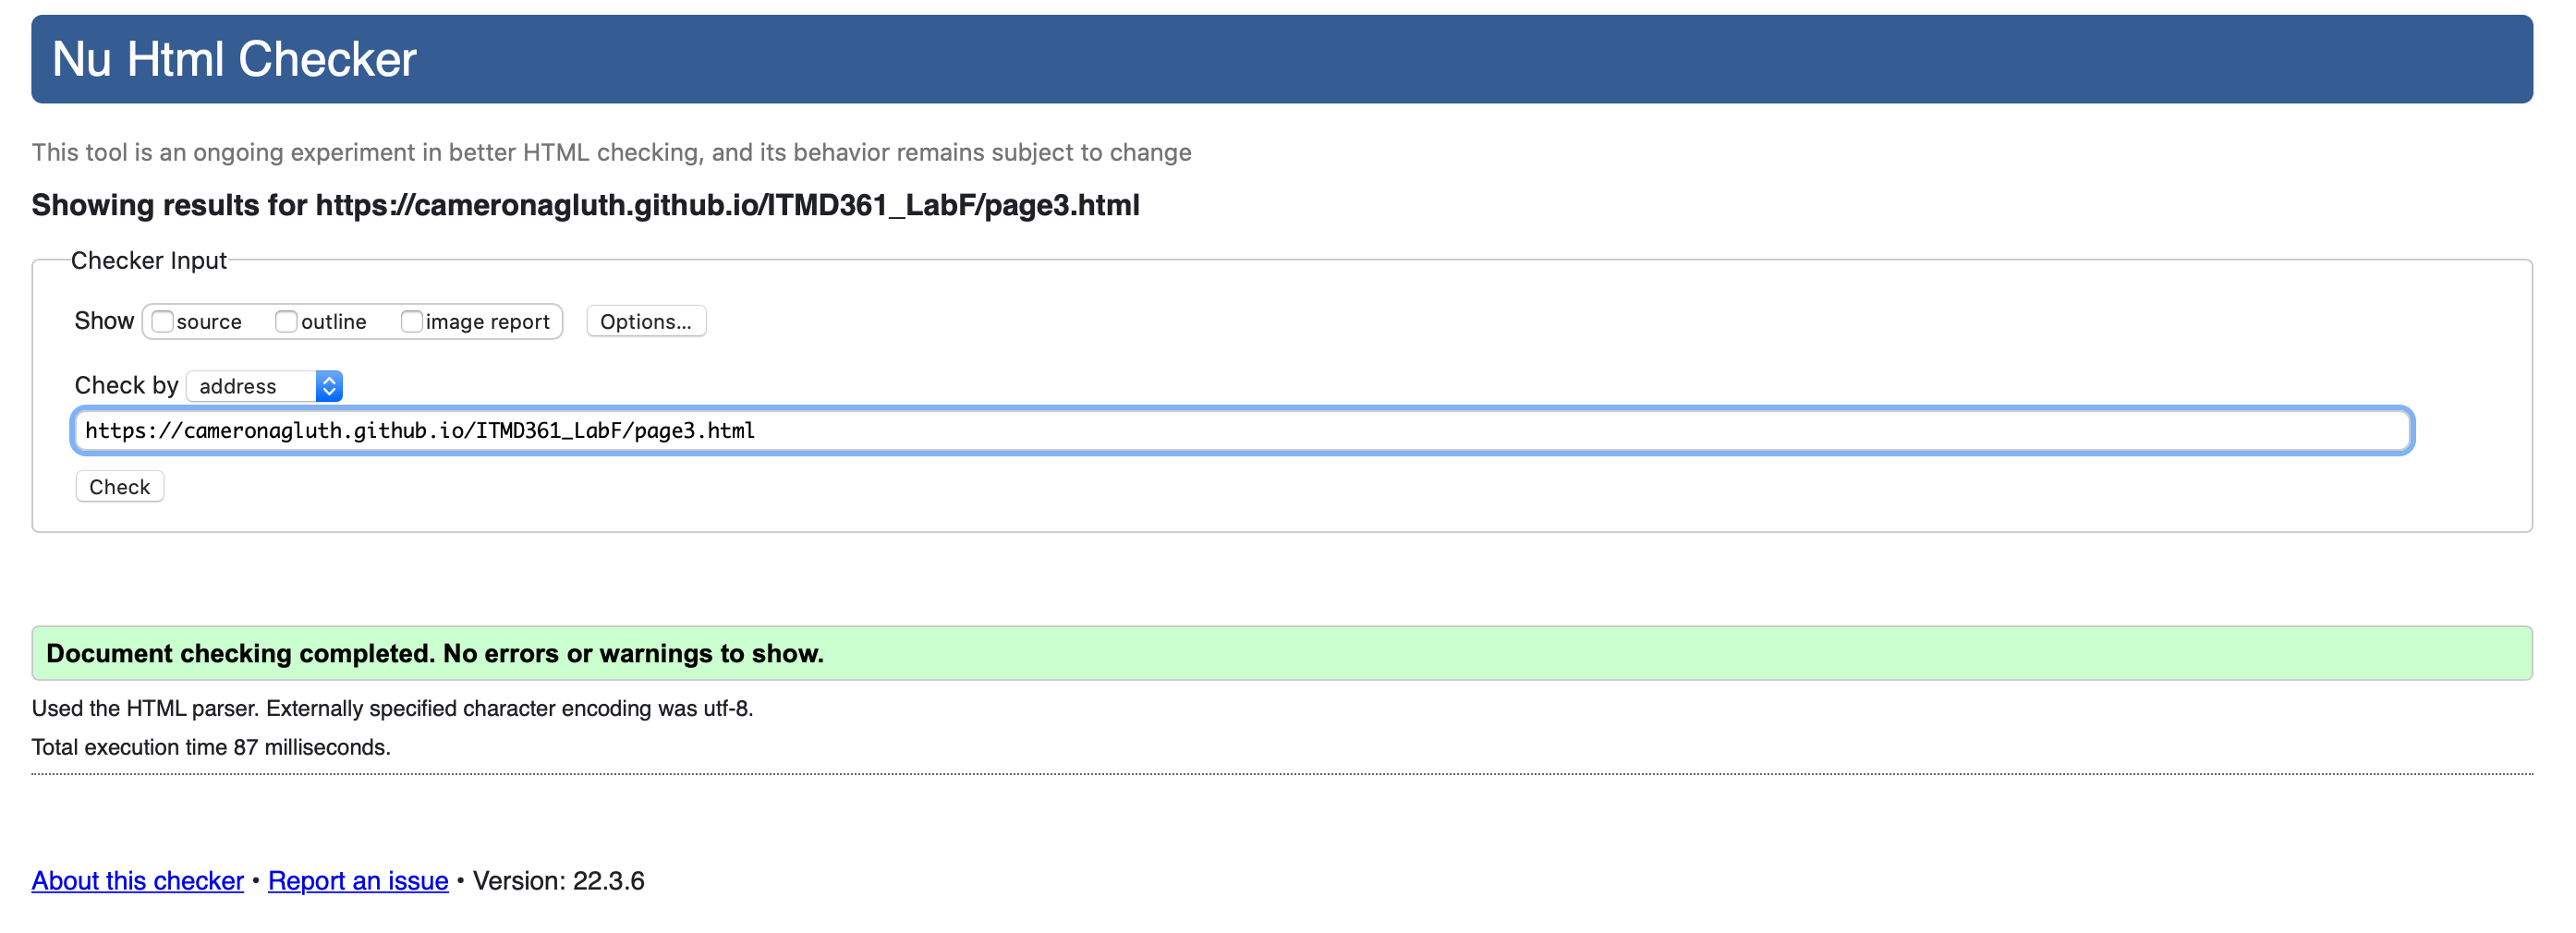 Nu Html Checker
This tool is an ongoing experiment in better HTML checking, and its behavior remains subject to change
Showing results for https://cameronagluth.github.io/ITMD361_LabF/page3.html
Checker Input
Show source outline image report Options...
Check by address
https://cameronagluth.github.io/ITMD361_LabF/page3.html
Check
Document checking completed. No errors or warnings to show.
Used the HTML parser. Externally specified character encoding was utf-8.
Total execution time 87 milliseconds.
About this checker • Report an issue • Version: 22.3.6